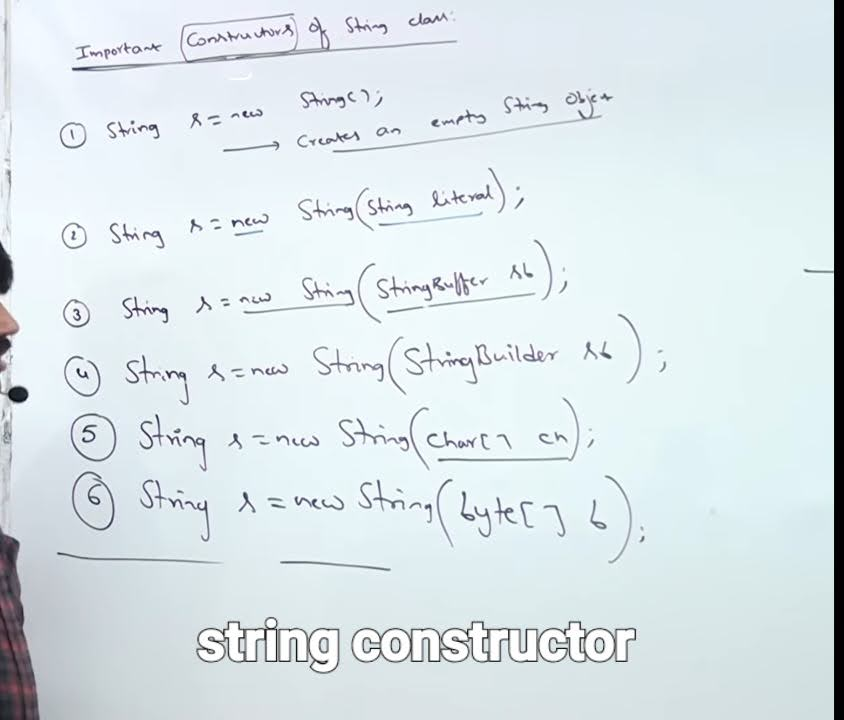 Important Constructors of String class:
① String s = new String();
→ Creates an empty String Object
② String s = new String(String literal);
③ String s = new String(StringBuffer sb);
④ String s = new String(StringBuilder sb);
⑤ String s = new String(char[] ch);
⑥ String s = new String(byte[] b);
string constructor